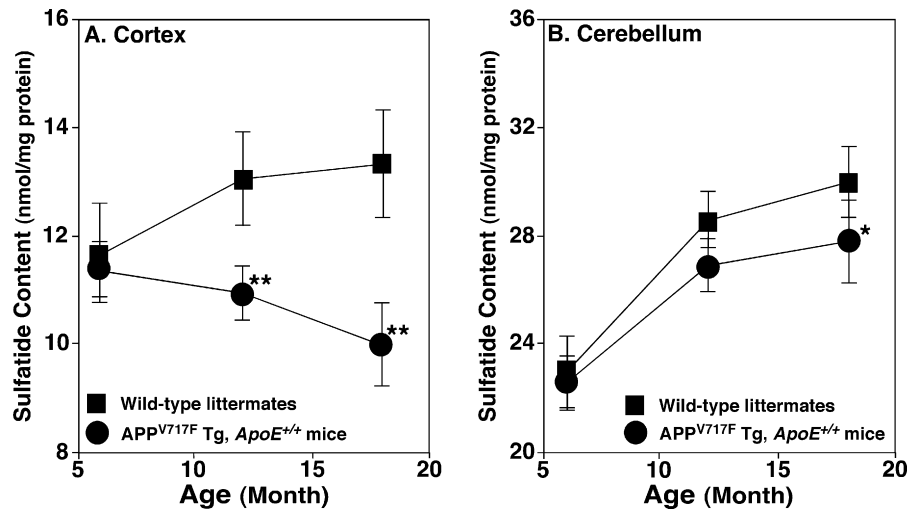 A. Cortex
Sulfatide Content (nmol/mg protein)
16
14
12
10
8
**
**
Wild-type littermates
APPV717F Tg, ApoE+/+ mice
5
10
15
20
Age (Month)
B. Cerebellum
Sulfatide Content (nmol/mg protein)
36
32
28
24
20
*
Wild-type littermates
APPV717F Tg, ApoE+/+ mice
5
10
15
20
Age (Month)